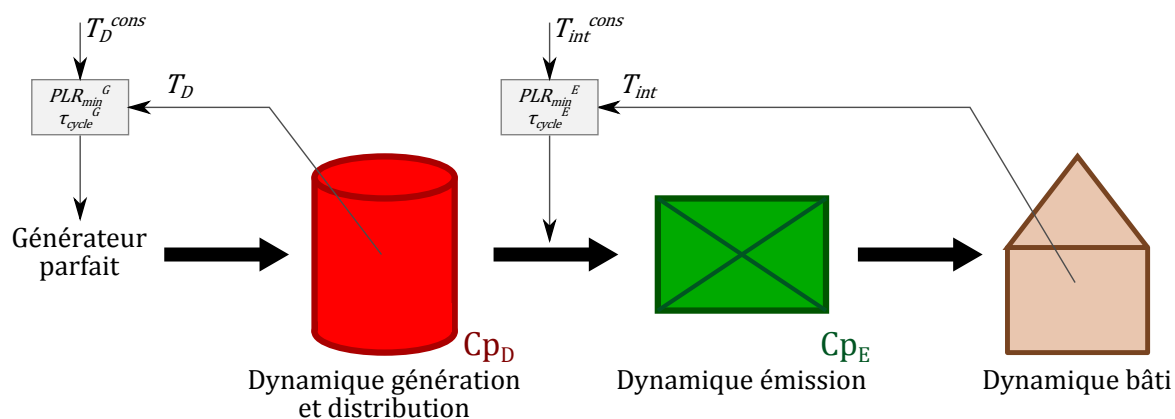 T_D^cons
T_int^cons
PLR_min^G
τ_cycle^G
T_D
PLR_min^E
τ_cycle^E
T_int
Générateur
parfait
Cp_D
Cp_E
Dynamique génération
et distribution
Dynamique émission
Dynamique bâti